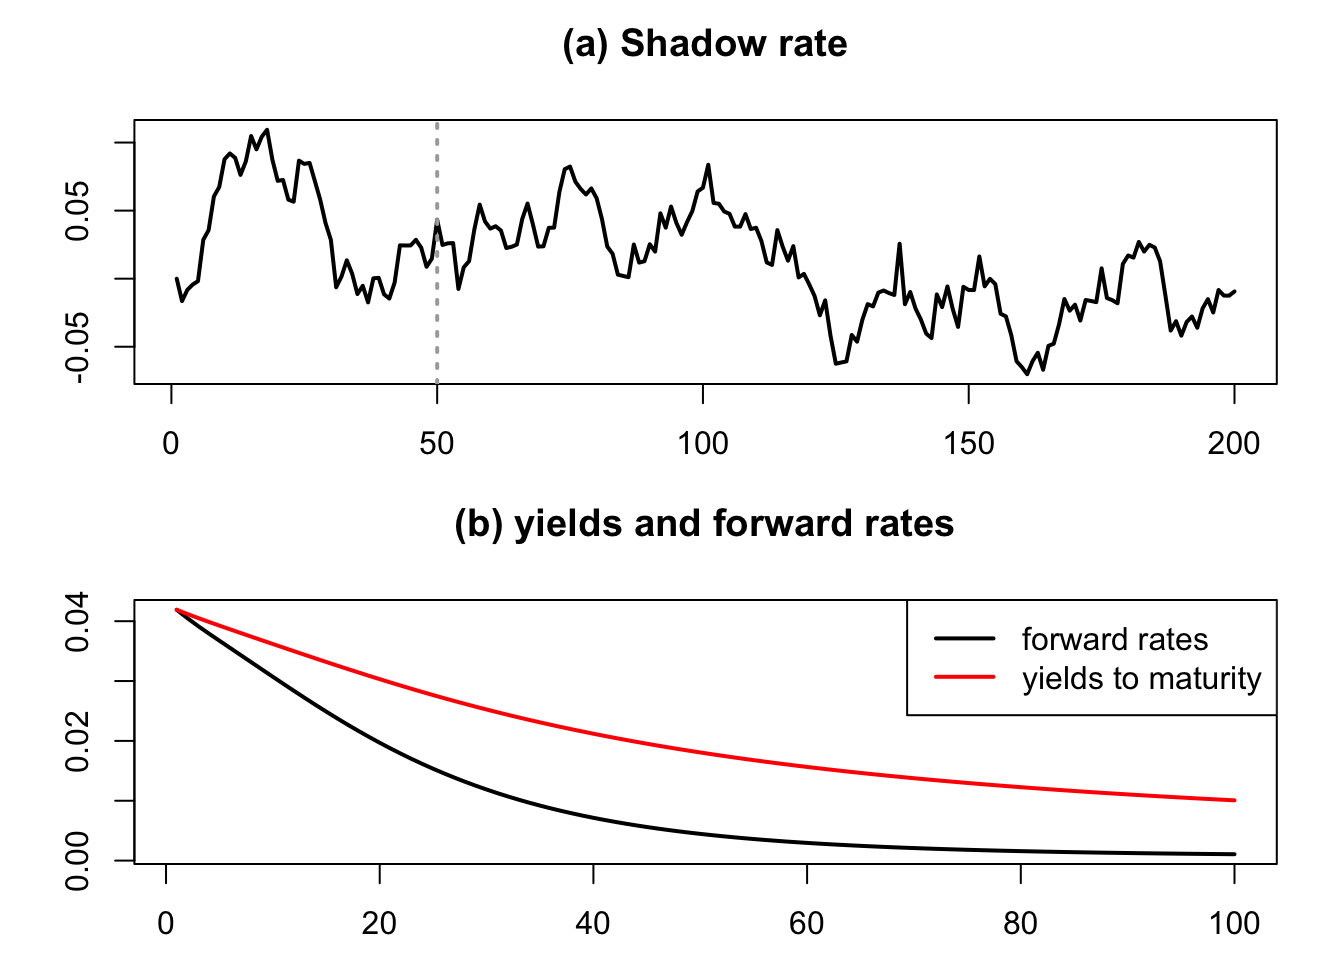 (a) Shadow rate
0.05
-0.05
0 50 100 150 200
(b) yields and forward rates
0.04
0.02
0.00
forward rates
yields to maturity
0 20 40 60 80 100